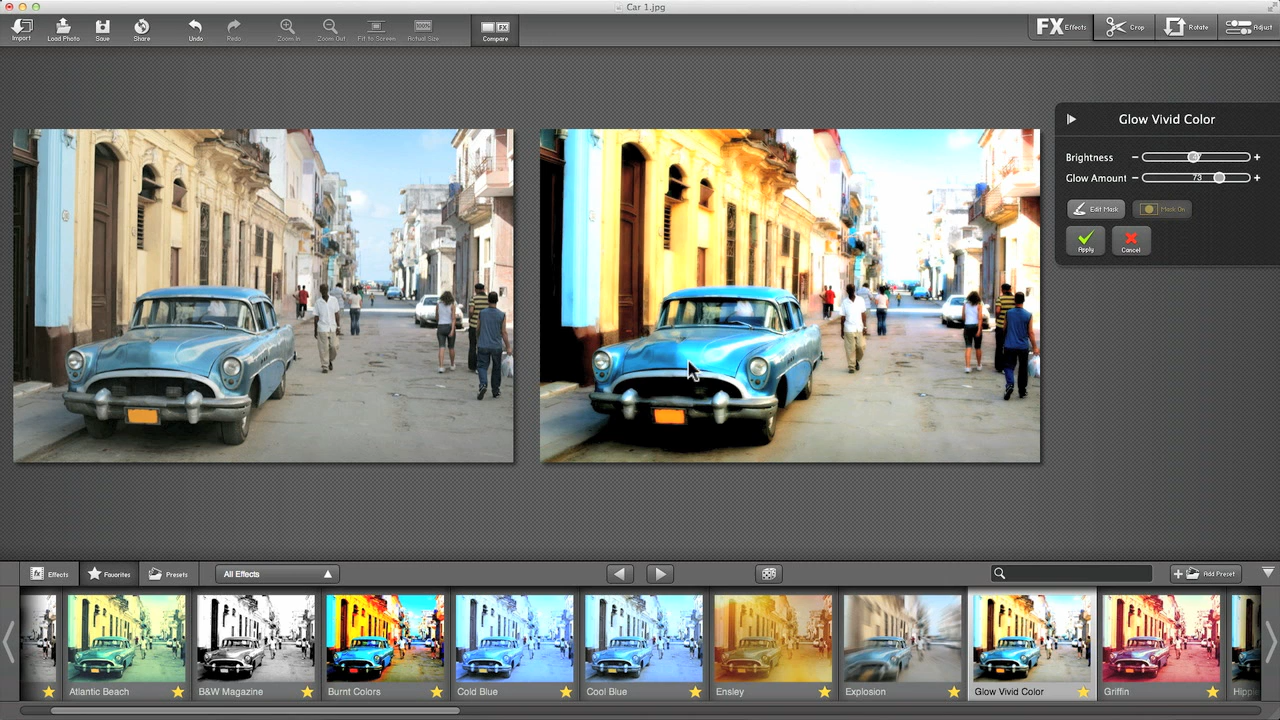 Car 1.jpg
Import Load Photo Save Share Undo Redo Zoom In Zoom Out Fit to Screen Actual Size Compare
FX Effects Crop Rotate Adjust
Glow Vivid Color
Brightness
Glow Amount 73
Edit Mask Mask On
Apply Cancel
Effects Favorites Presets All Effects Add Preset
Atlantic Beach B&W Magazine Burnt Colors Cold Blue Cool Blue Ensley Explosion Glow Vivid Color Griffin Hippie